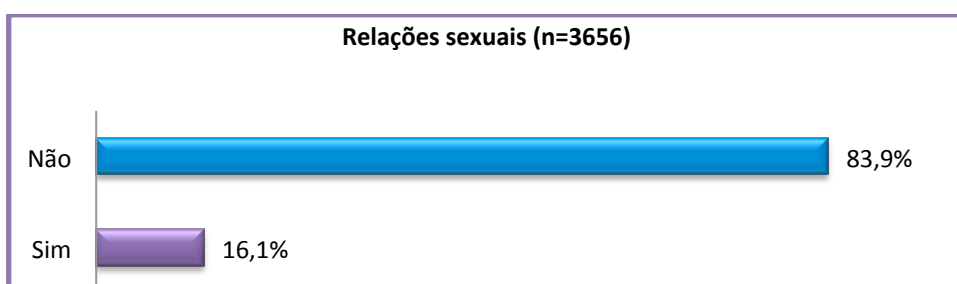 Relações sexuais (n=3656)
Não 83,9%
Sim 16,1%